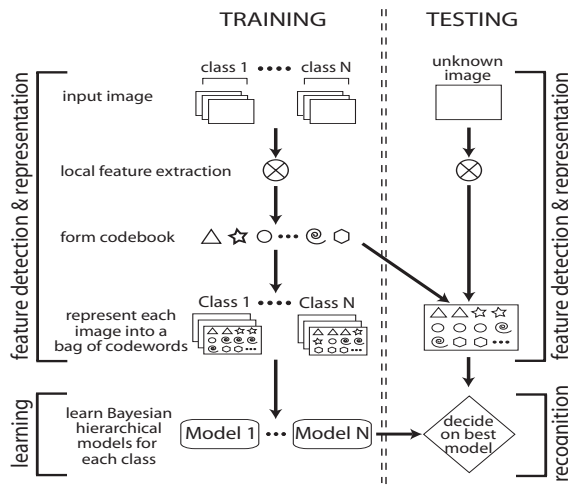 TRAINING
TESTING
class 1 •••• class N
unknown
image
input image
local feature extraction
form codebook
•••
Class 1 •••• Class N
represent each
image into a
bag of codewords
•••
•••
•••
learn Bayesian
hierarchical
models for
each class
Model 1 ••• Model N
decide
on best
model
feature detection & representation
learning
feature detection & representation
recognition